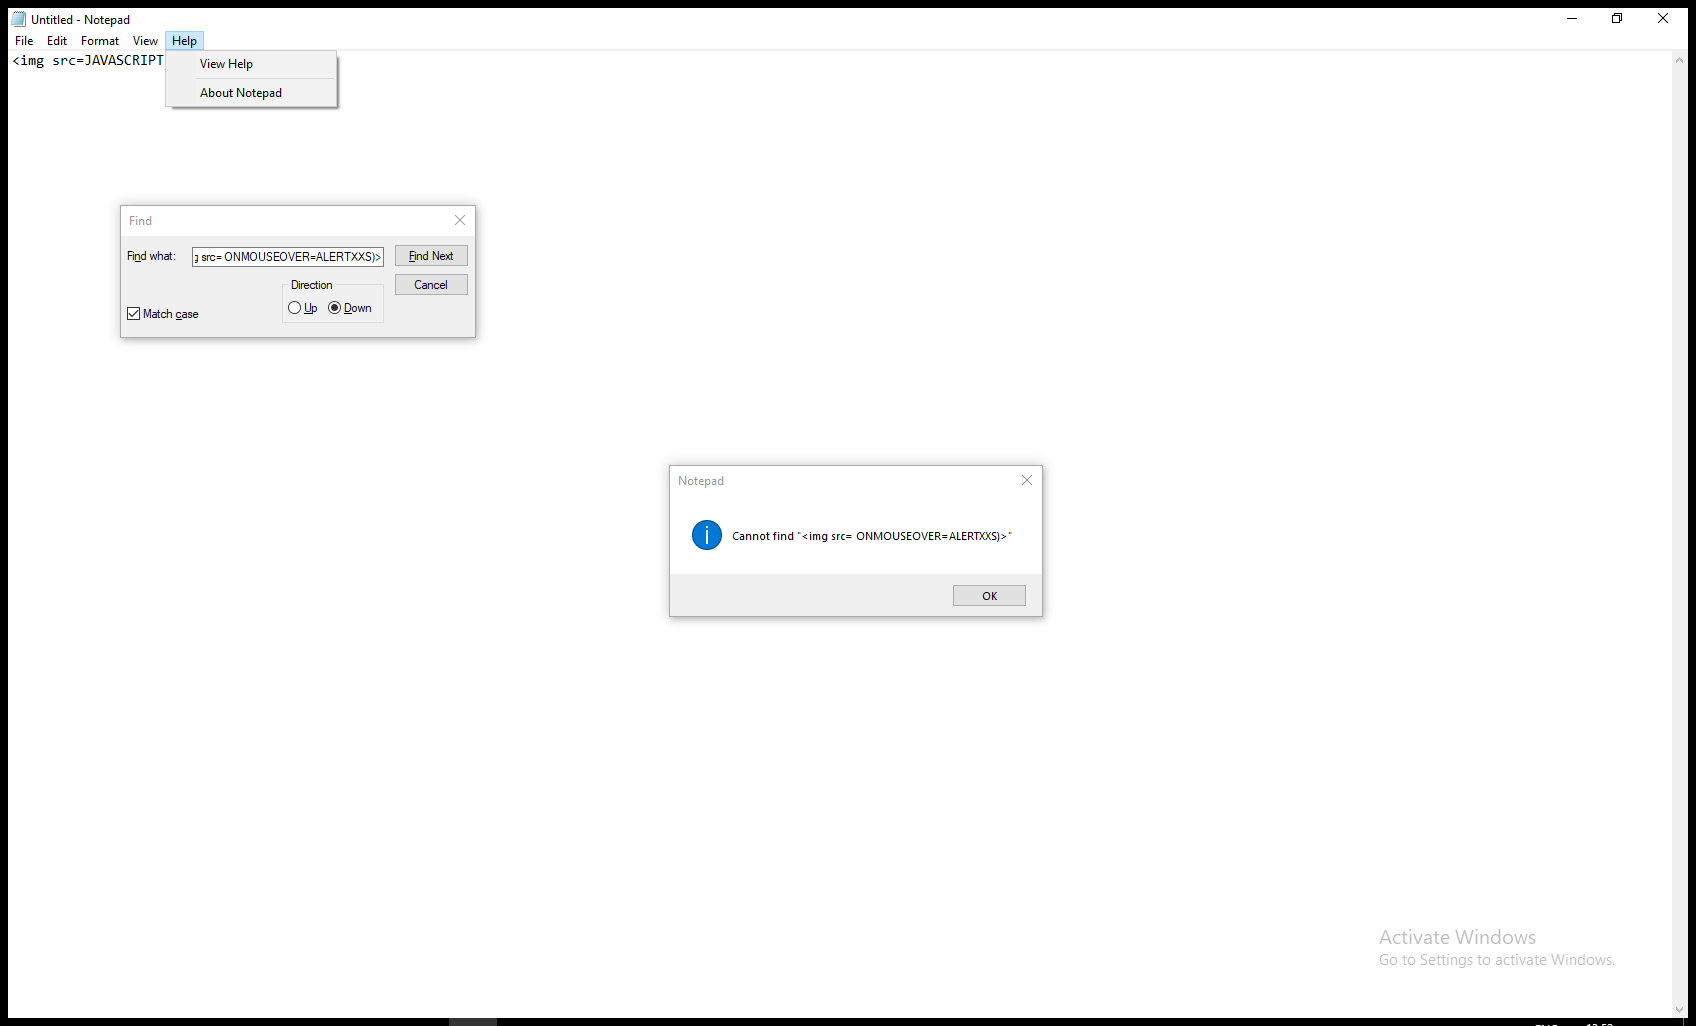 Untitled - Notepad
File Edit Format View Help
<img src=JAVASCRIPT
View Help
About Notepad
Find
Find what: g src= ONMOUSEOVER=ALERTXXS)> Find Next
Direction Cancel
Up Down
Match case
Notepad
Cannot find "<img src= ONMOUSEOVER=ALERTXXS)>"
OK
Activate Windows
Go to Settings to activate Windows.